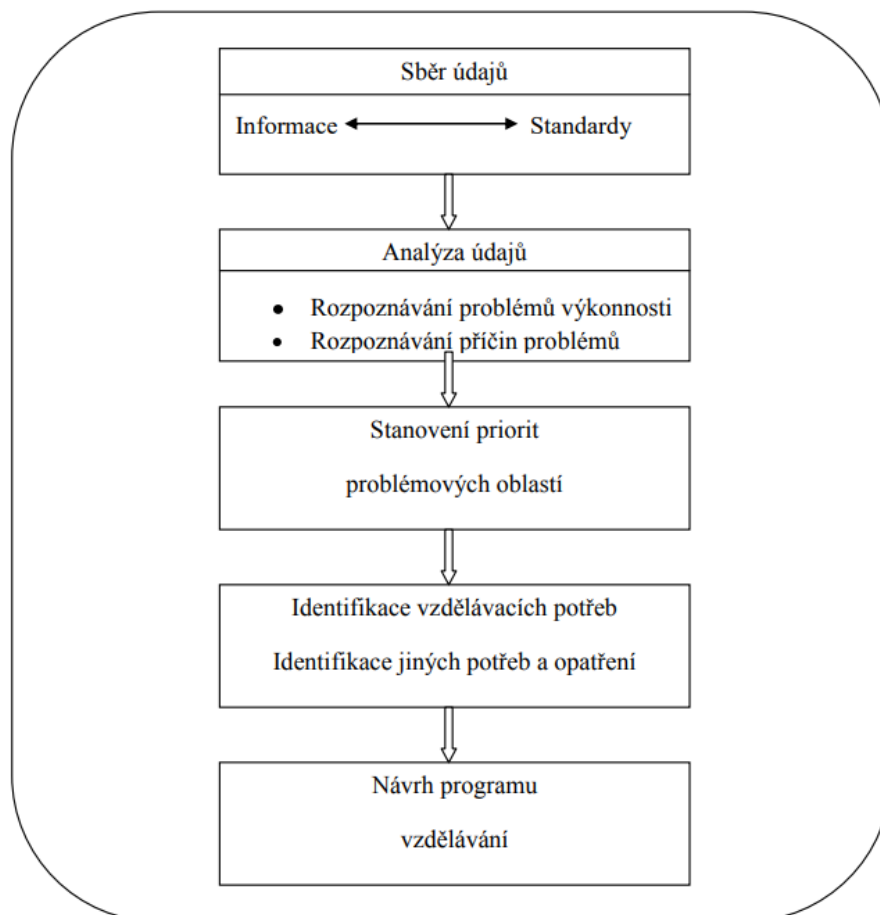 Sběr údajů
Informace Standardy
Analýza údajů
• Rozpoznávání problémů výkonnosti
• Rozpoznávání příčin problémů
Stanovení priorit
problémových oblastí
Identifikace vzdělávacích potřeb
Identifikace jiných potřeb a opatření
Návrh programu
vzdělávání